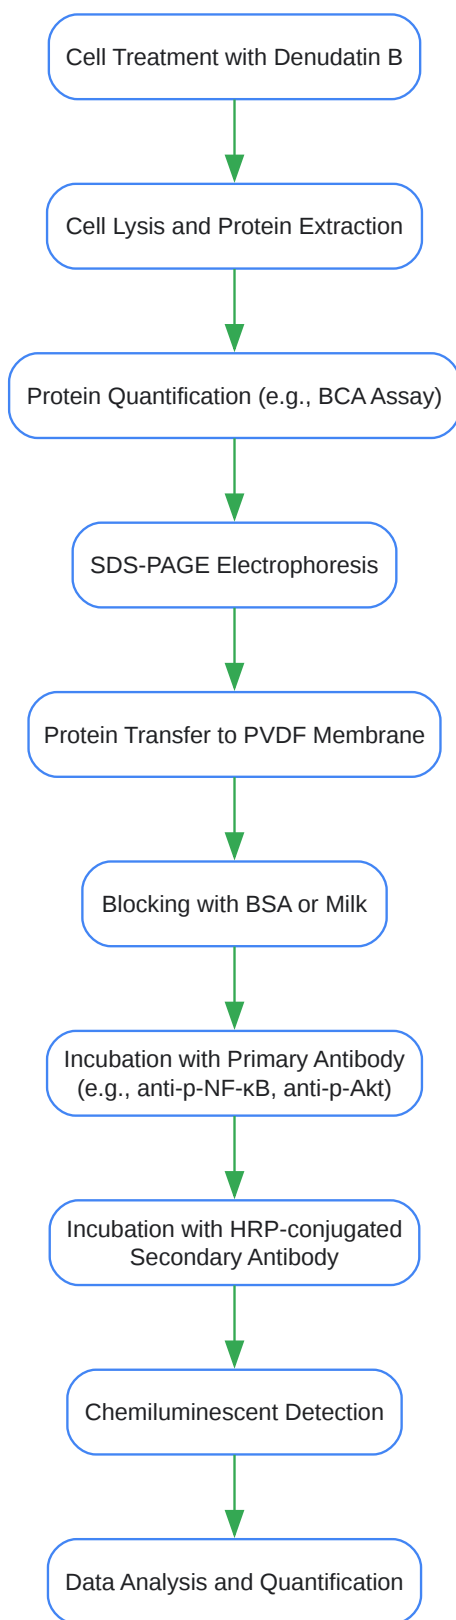 Cell Treatment with Denudatin B
Cell Lysis and Protein Extraction
Protein Quantification (e.g., BCA Assay)
SDS-PAGE Electrophoresis
Protein Transfer to PVDF Membrane
Blocking with BSA or Milk
Incubation with Primary Antibody
(e.g., anti-p-NF-κB, anti-p-Akt)
Incubation with HRP-conjugated
Secondary Antibody
Chemiluminescent Detection
Data Analysis and Quantification